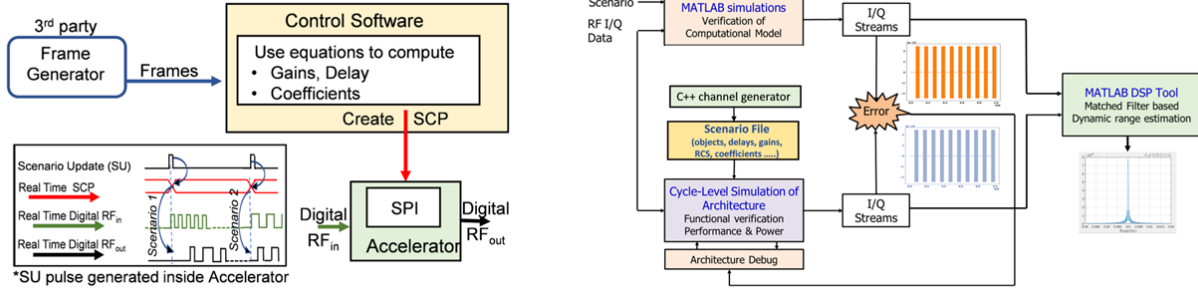 3rd party
Frame
Generator
Frames
Control Software
Use equations to compute
• Gains, Delay
• Coefficients
Create SCP
Scenario Update (SU)
Real Time SCP
Real Time Digital RFin
Real Time Digital RFout
Scenario 1
Scenario 2
*SU pulse generated inside Accelerator
Digital
RFin
SPI
Accelerator
Digital
RFout
Scenario
RF I/Q
Data
MATLAB simulations
Verification of
Computational Model
I/Q
Streams
C++ channel generator
Scenario File
(objects, delays, gains,
RCS, coefficients .....)
Cycle-Level Simulation of
Architecture
Functional verification
Performance & Power
Architecture Debug
Error
I/Q
Streams
MATLAB DSP Tool
Matched Filter based
Dynamic range estimation